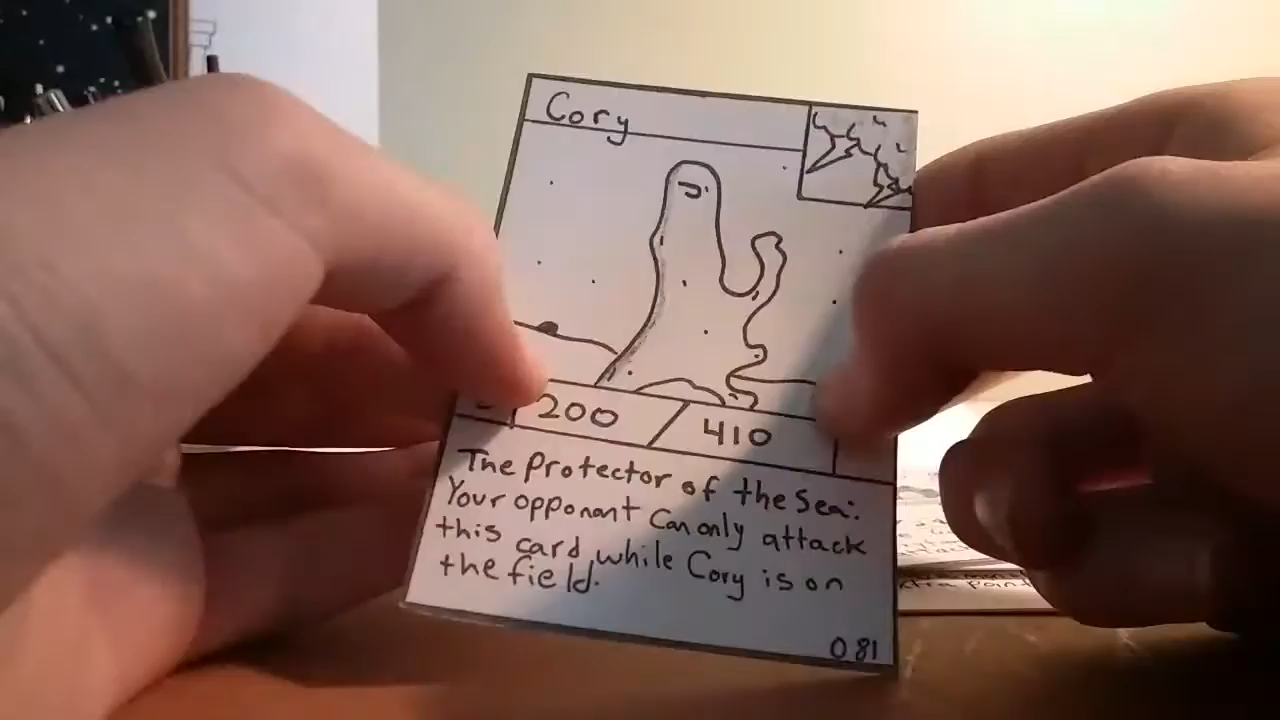 Cory
200
410
The Protector of the Sea:
Your opponant Can only attack
this card while Cory is on
the field.
081